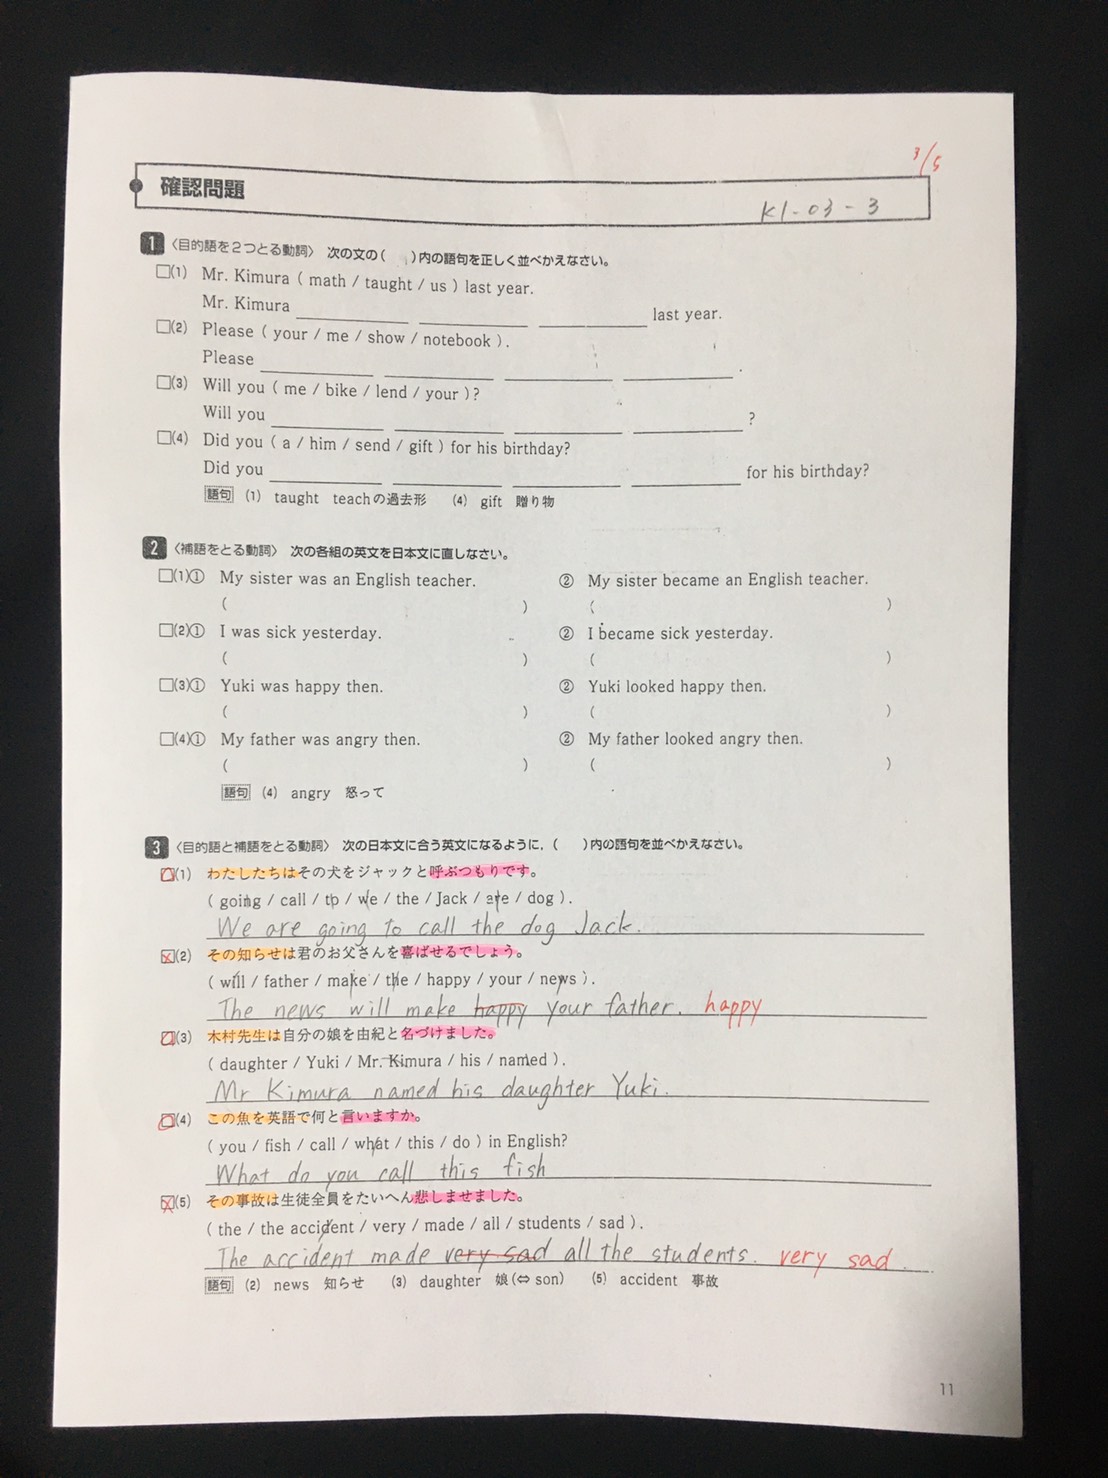 3/5
確認問題
K1-03-3
1 〈目的語を2つとる動詞〉 次の文の( )内の語句を正しく並べかえなさい。
□(1) Mr. Kimura ( math / taught / us ) last year.
Mr. Kimura ____ ____ ____ last year.
□(2) Please ( your / me / show / notebook ).
Please ____ ____ ____ ____.
□(3) Will you ( me / bike / lend / your )?
Will you ____ ____ ____ ____?
□(4) Did you ( a / him / send / gift ) for his birthday?
Did you ____ ____ ____ ____ for his birthday?
語句 (1) taught teachの過去形 (4) gift 贈り物
2 〈補語をとる動詞〉 次の各組の英文を日本文に直しなさい。
□(1)① My sister was an English teacher. ② My sister became an English teacher.
( ) ( )
□(2)① I was sick yesterday. ② I became sick yesterday.
( ) ( )
□(3)① Yuki was happy then. ② Yuki looked happy then.
( ) ( )
□(4)① My father was angry then. ② My father looked angry then.
( ) ( )
語句 (4) angry 怒って
3 〈目的語と補語をとる動詞〉 次の日本文に合う英文になるように, ( )内の語句を並べかえなさい。
□(1) わたしたちはその犬をジャックと呼ぶつもりです。
( going / call / to / we / the / Jack / are / dog ).
We are going to call the dog Jack.
□(2) その知らせは君のお父さんを喜ばせるでしょう。
( will / father / make / the / happy / your / news ).
The news will make happy your father. happy
□(3) 木村先生は自分の娘を由紀と名づけました。
( daughter / Yuki / Mr. Kimura / his / named ).
Mr Kimura named his daughter Yuki.
□(4) この魚を英語で何と言いますか。
( you / fish / call / what / this / do ) in English?
What do you call this fish
□(5) その事故は生徒全員をたいへん悲しませました。
( the / the accident / very / made / all / students / sad ).
The accident made very sad all the students. very sad.
語句 (2) news 知らせ (3) daughter 娘(⇔son) (5) accident 事故
11